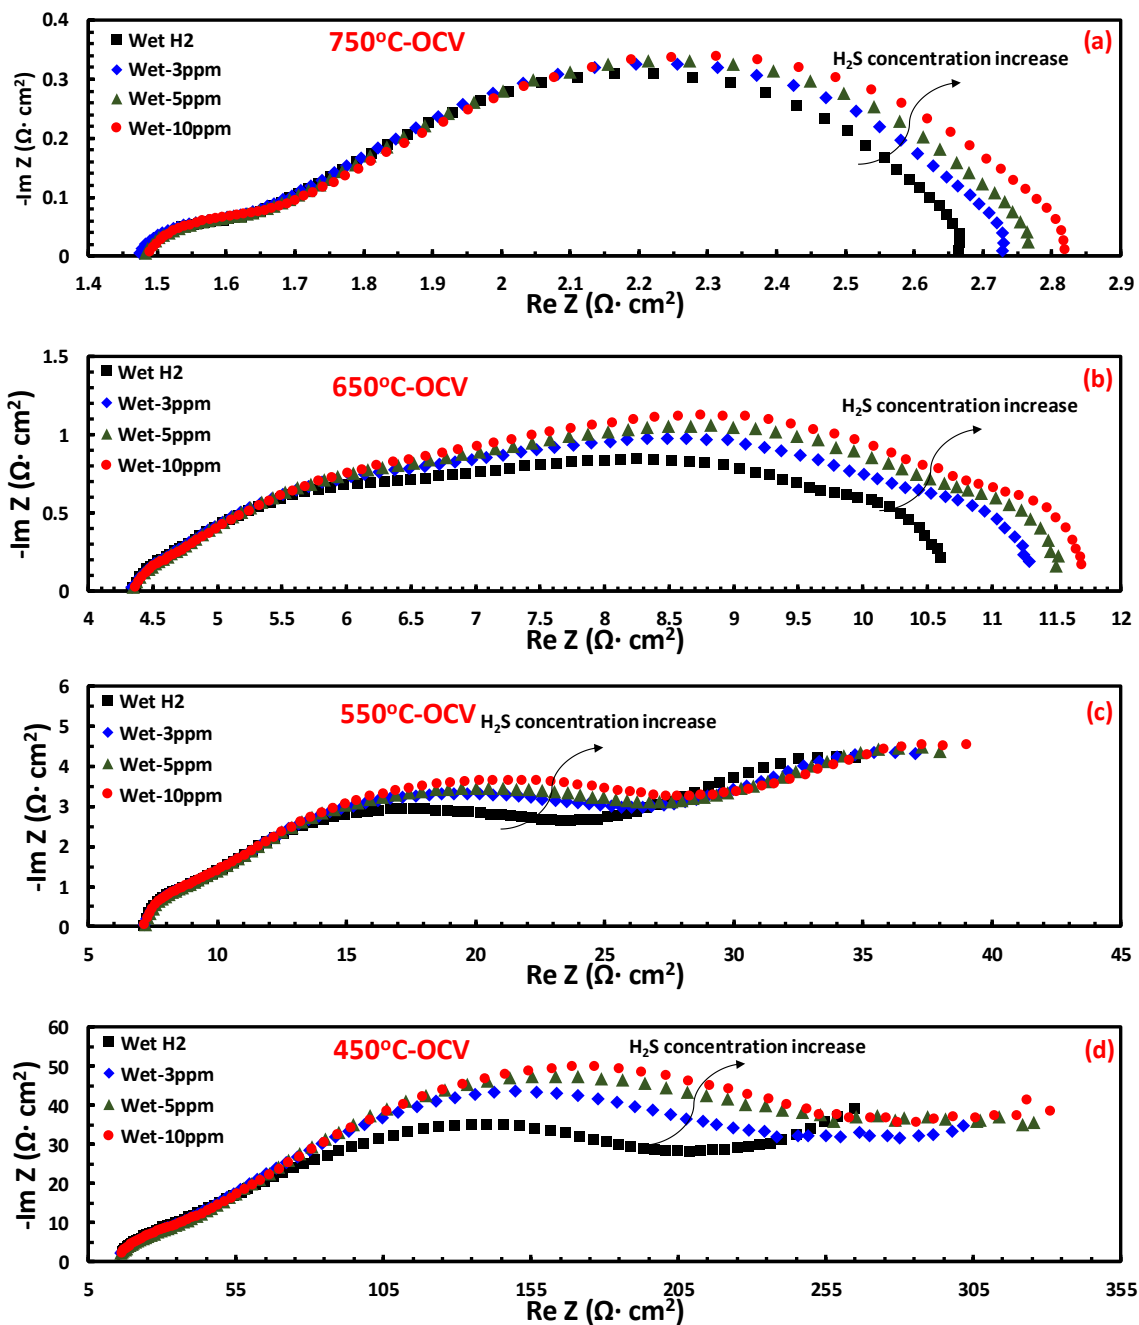 750°C-OCV
(a)
Wet H2
Wet-3ppm
Wet-5ppm
Wet-10ppm
H₂S concentration increase
-Im Z (Ω· cm²)
0.4
0.3
0.2
0.1
0
1.4 1.5 1.6 1.7 1.8 1.9 2 2.1 2.2 2.3 2.4 2.5 2.6 2.7 2.8 2.9
Re Z (Ω· cm²)
650°C-OCV
(b)
Wet H2
Wet-3ppm
Wet-5ppm
Wet-10ppm
H₂S concentration increase
-Im Z (Ω· cm²)
1.5
1
0.5
0
4 4.5 5 5.5 6 6.5 7 7.5 8 8.5 9 9.5 10 10.5 11 11.5 12
Re Z (Ω· cm²)
550°C-OCV
(c)
Wet H2
Wet-3ppm
Wet-5ppm
Wet-10ppm
H₂S concentration increase
-Im Z (Ω· cm²)
6
5
4
3
2
1
0
5 10 15 20 25 30 35 40 45
Re Z (Ω· cm²)
450°C-OCV
(d)
Wet H2
Wet-3ppm
Wet-5ppm
Wet-10ppm
H₂S concentration increase
-Im Z (Ω· cm²)
60
50
40
30
20
10
0
5 55 105 155 205 255 305 355
Re Z (Ω· cm²)